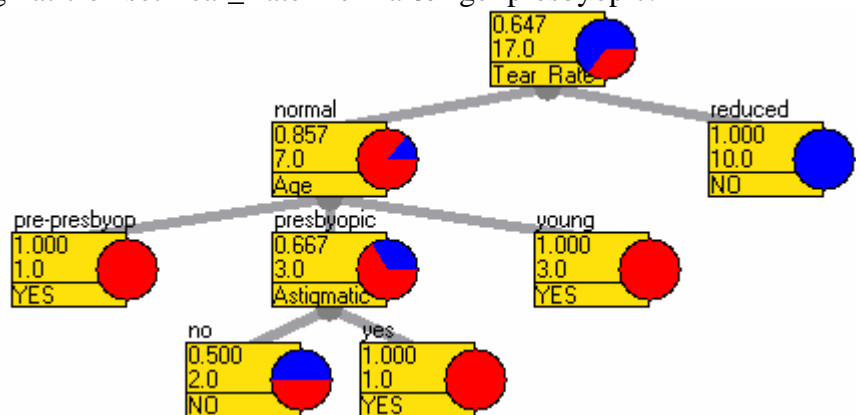 0.647
17.0
Tear Rate
normal
0.857
7.0
Age
reduced
1.000
10.0
NO
pre-presbyop
1.000
1.0
YES
presbyopic
0.667
3.0
Astigmatic
young
1.000
3.0
YES
no
0.500
2.0
NO
yes
1.000
1.0
YES